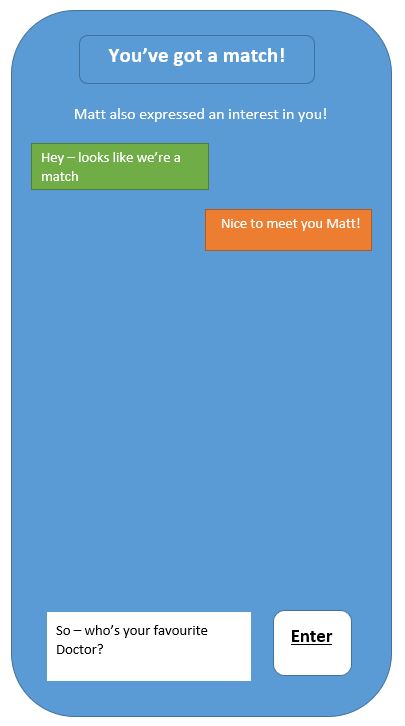 You’ve got a match!
Matt also expressed an interest in you!
Hey – looks like we’re a
match
Nice to meet you Matt!
So – who’s your favourite
Doctor?
Enter